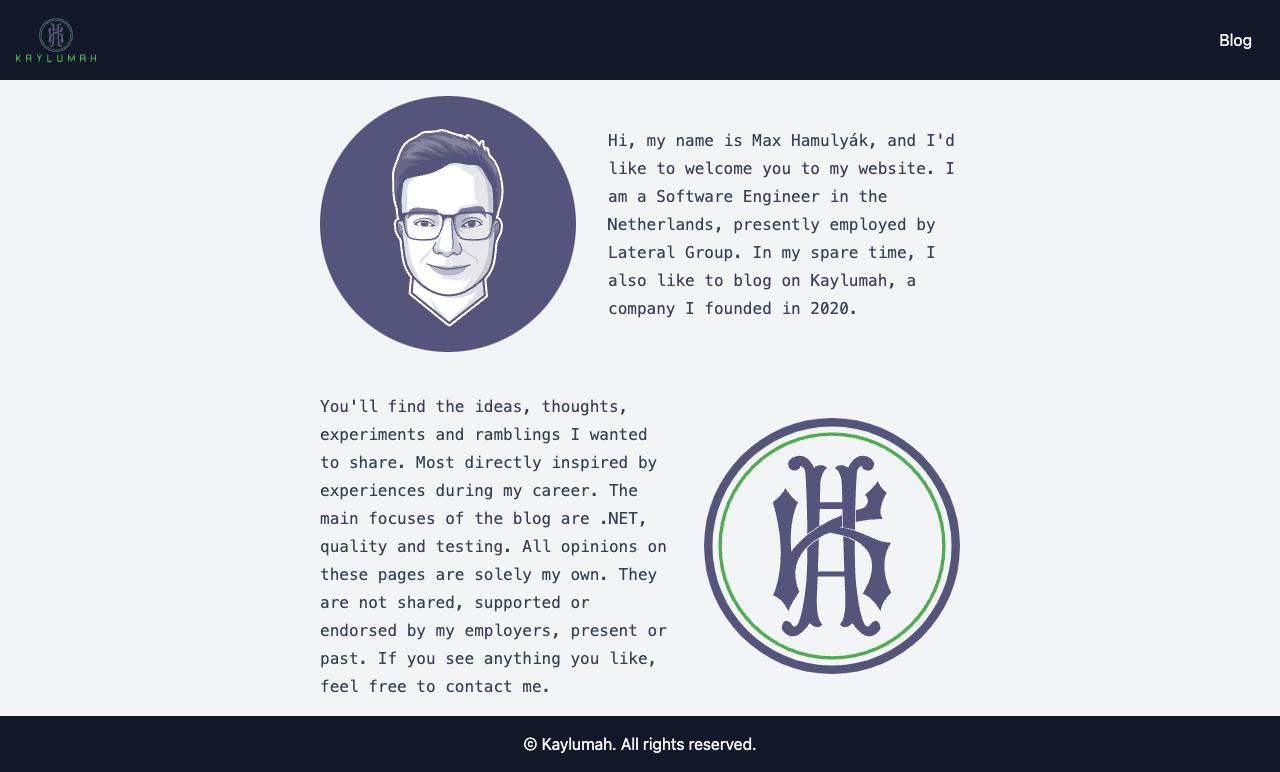 KAYLUMAH
Blog
Hi, my name is Max Hamulyák, and I'd
like to welcome you to my website. I
am a Software Engineer in the
Netherlands, presently employed by
Lateral Group. In my spare time, I
also like to blog on Kaylumah, a
company I founded in 2020.
You'll find the ideas, thoughts,
experiments and ramblings I wanted
to share. Most directly inspired by
experiences during my career. The
main focuses of the blog are .NET,
quality and testing. All opinions on
these pages are solely my own. They
are not shared, supported or
endorsed by my employers, present or
past. If you see anything you like,
feel free to contact me.
© Kaylumah. All rights reserved.